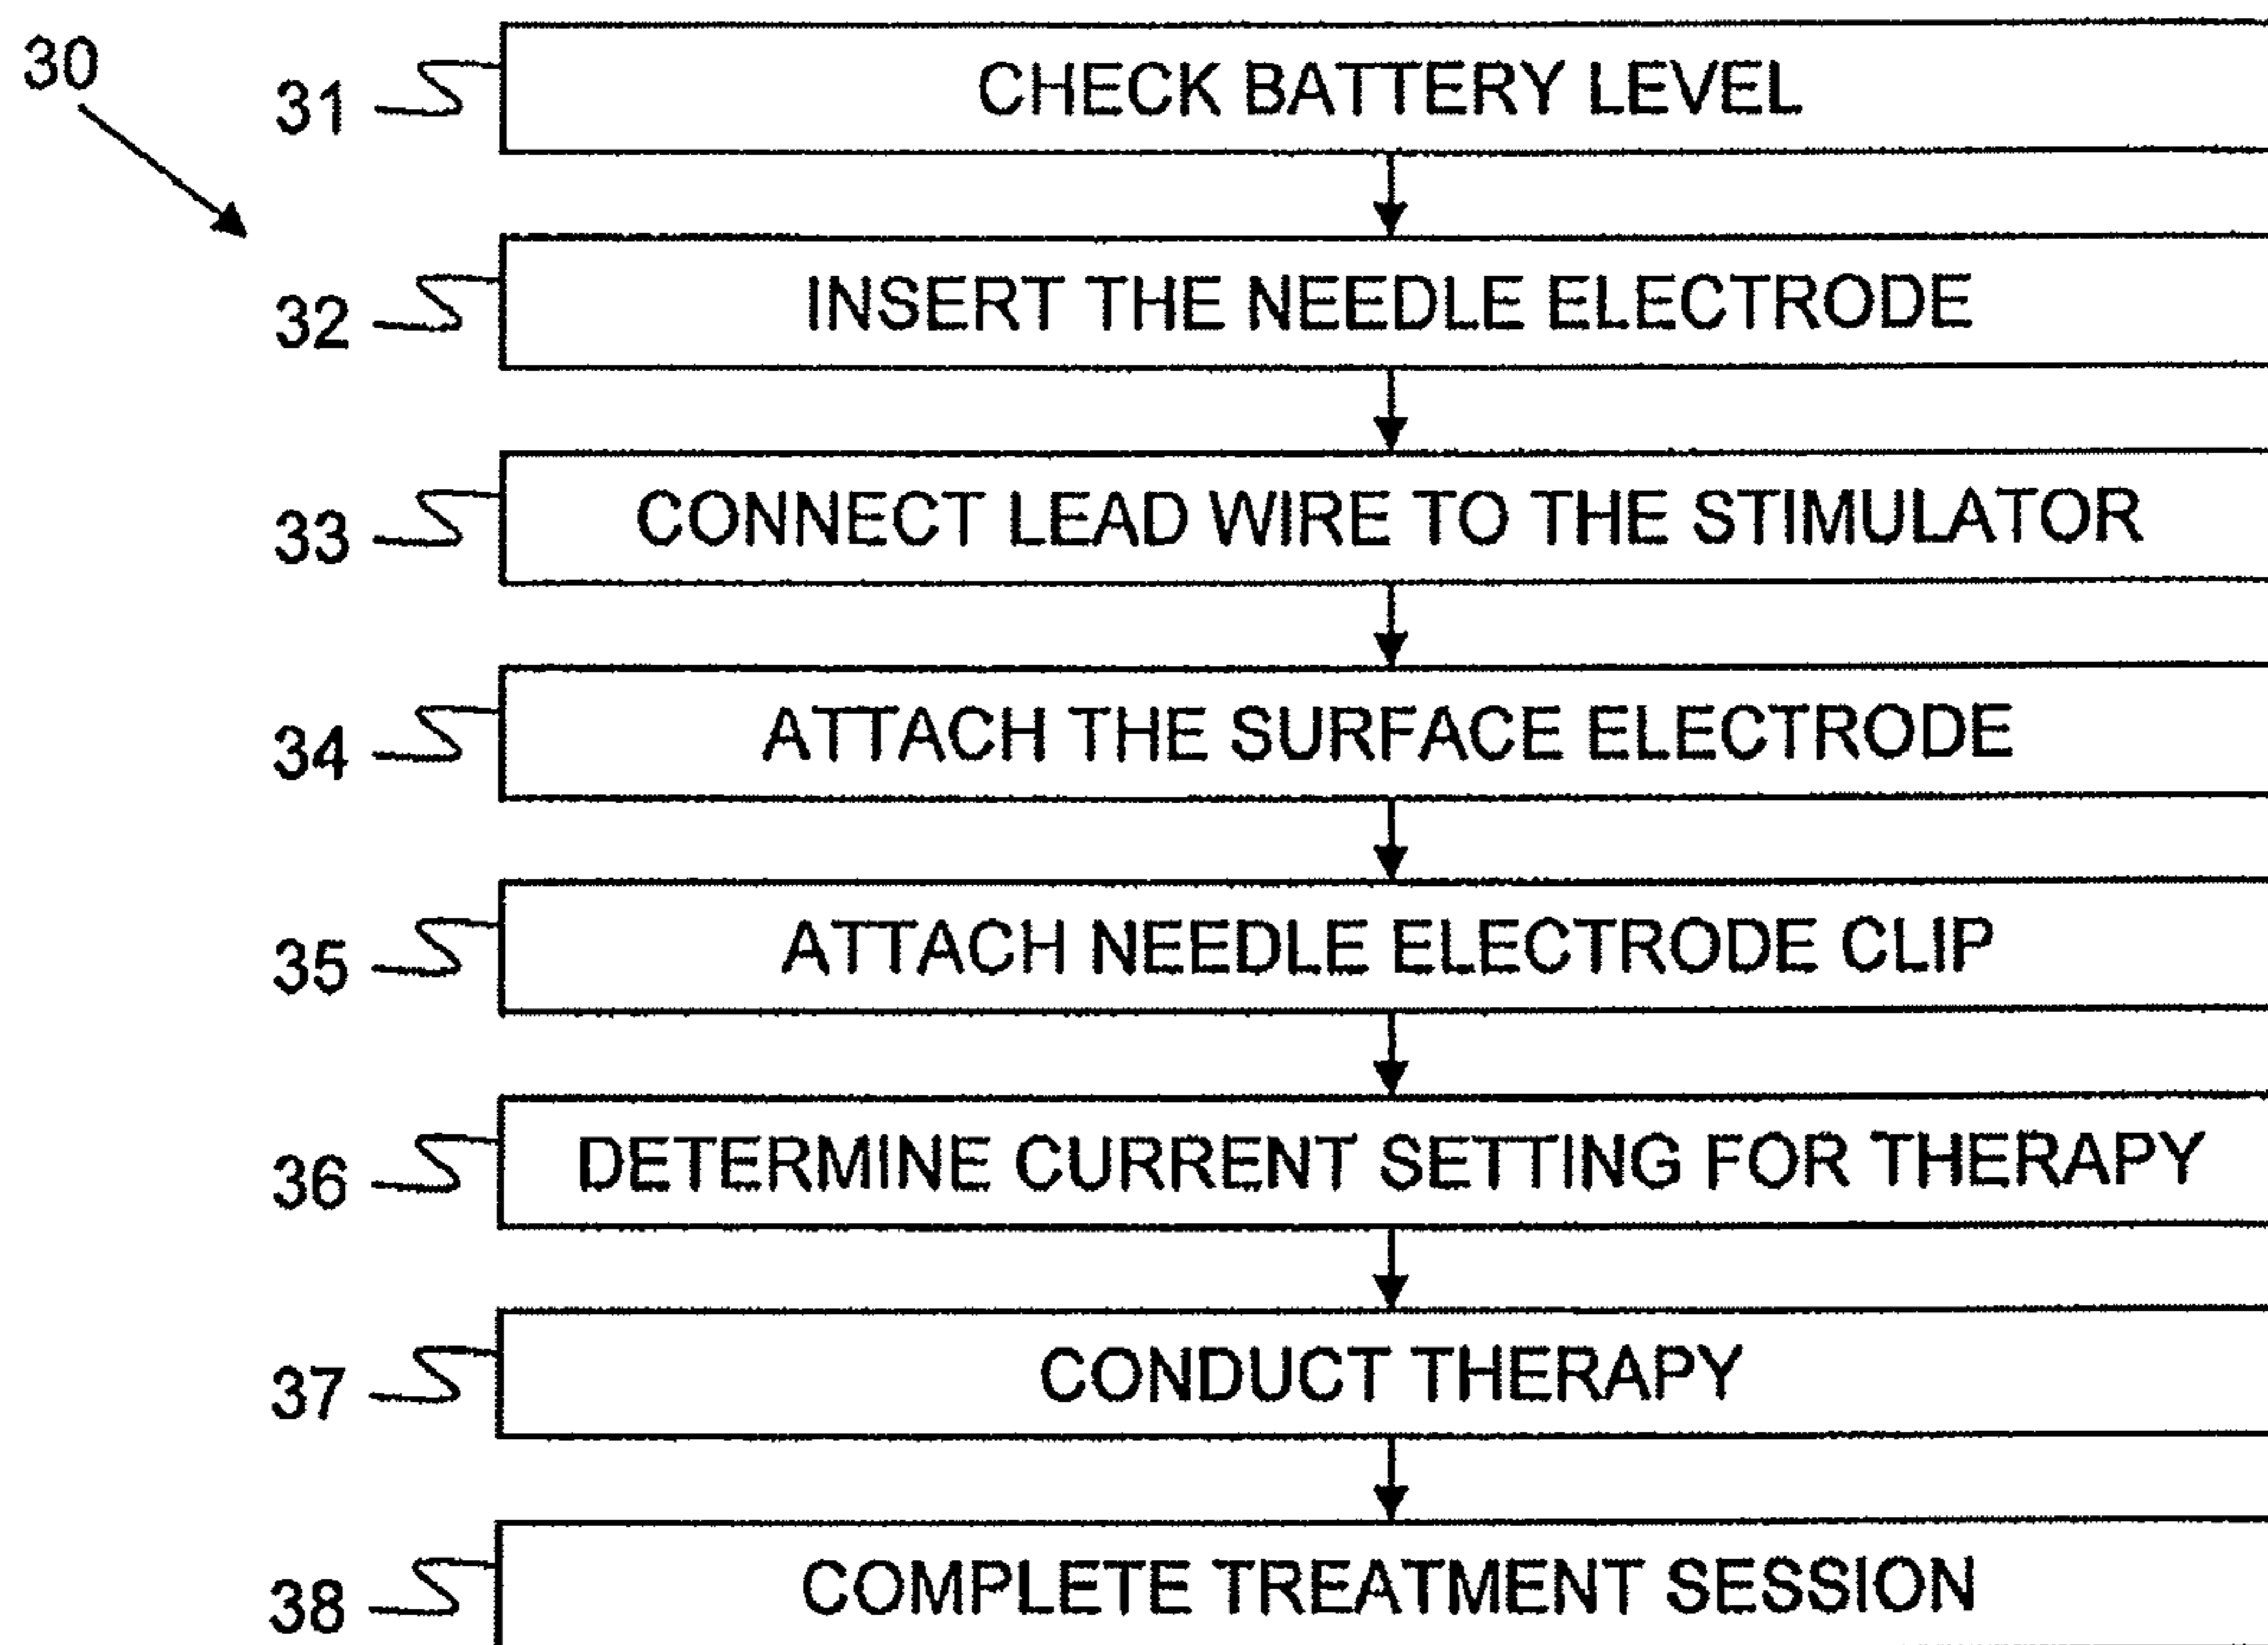 30
31 CHECK BATTERY LEVEL
32 INSERT THE NEEDLE ELECTRODE
33 CONNECT LEAD WIRE TO THE STIMULATOR
34 ATTACH THE SURFACE ELECTRODE
35 ATTACH NEEDLE ELECTRODE CLIP
36 DETERMINE CURRENT SETTING FOR THERAPY
37 CONDUCT THERAPY
38 COMPLETE TREATMENT SESSION